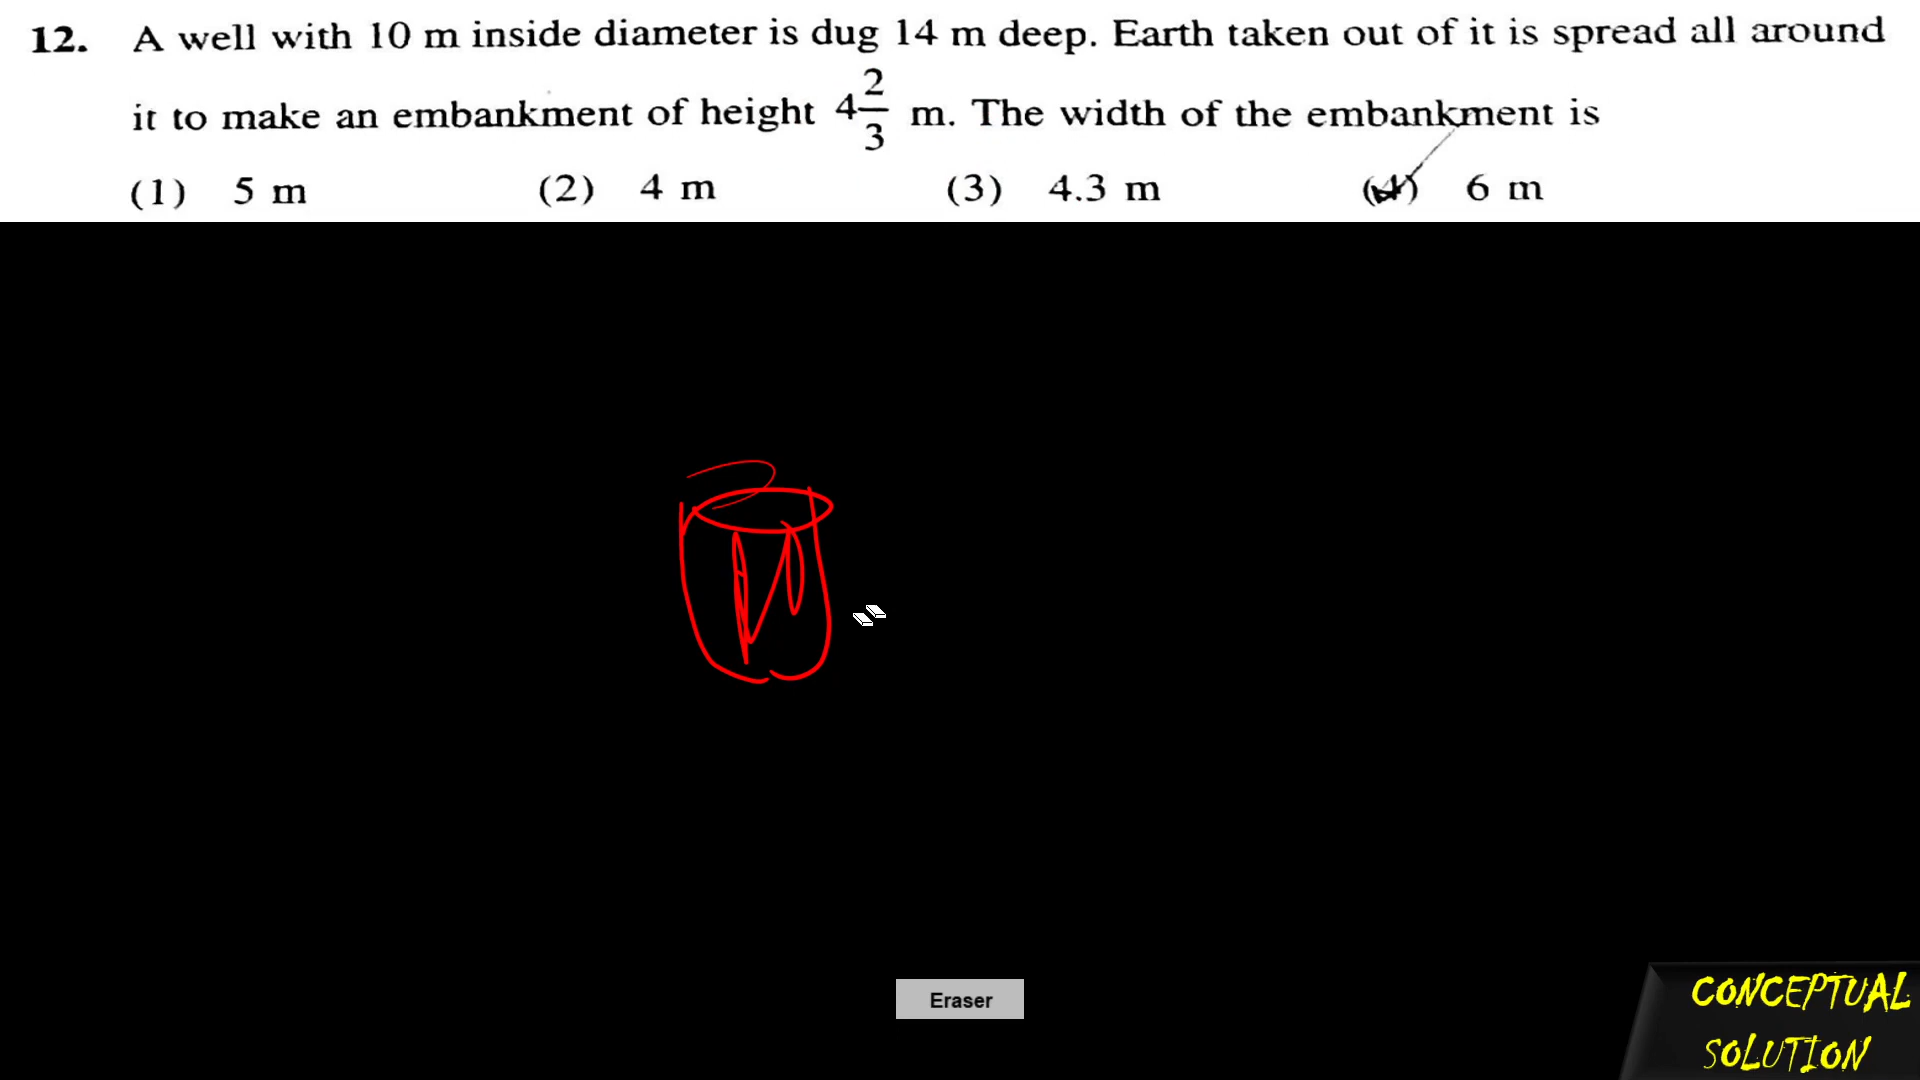 12. A well with 10 m inside diameter is dug 14 m deep. Earth taken out of it is spread all around
it to make an embankment of height 4 2/3 m. The width of the embankment is
(1) 5 m (2) 4 m (3) 4.3 m (4) 6 m
Eraser
CONCEPTUAL
SOLUTION